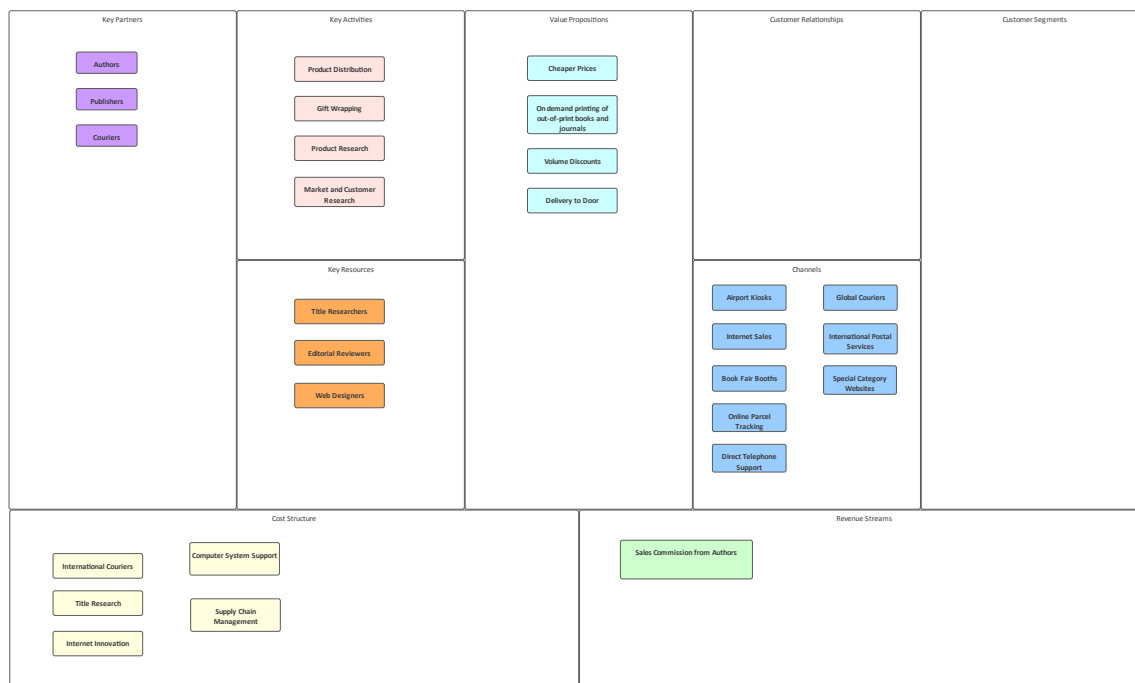 Key Partners
Authors
Publishers
Couriers
Key Activities
Product Distribution
Gift Wrapping
Product Research
Market and Customer
Research
Key Resources
Title Researchers
Editorial Reviewers
Web Designers
Value Propositions
Cheaper Prices
On demand printing of
out-of-print books and
journals
Volume Discounts
Delivery to Door
Customer Relationships
Channels
Airport Kiosks
Internet Sales
Book Fair Booths
Online Parcel
Tracking
Direct Telephone
Support
Global Couriers
International Postal
Services
Special Category
Websites
Customer Segments
Cost Structure
International Couriers
Title Research
Internet Innovation
Computer System Support
Supply Chain
Management
Revenue Streams
Sales Commission from Authors